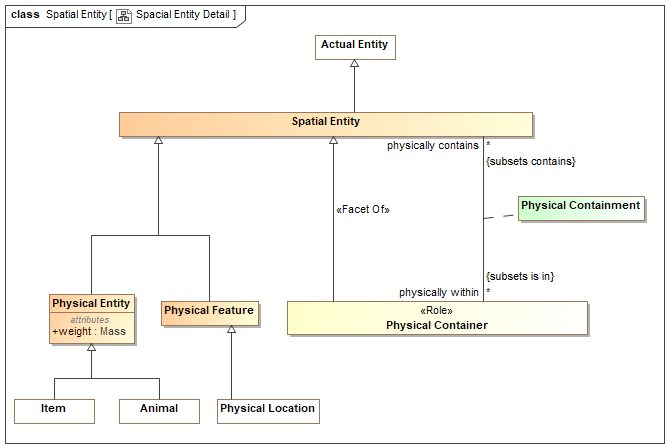 class Spatial Entity [ Spacial Entity Detail ]
Actual Entity
Spatial Entity
physically contains *
{subsets contains}
Physical Containment
«Facet Of»
{subsets is in}
physically within *
Physical Entity
attributes
+weight : Mass
Physical Feature
«Role»
Physical Container
Item
Animal
Physical Location